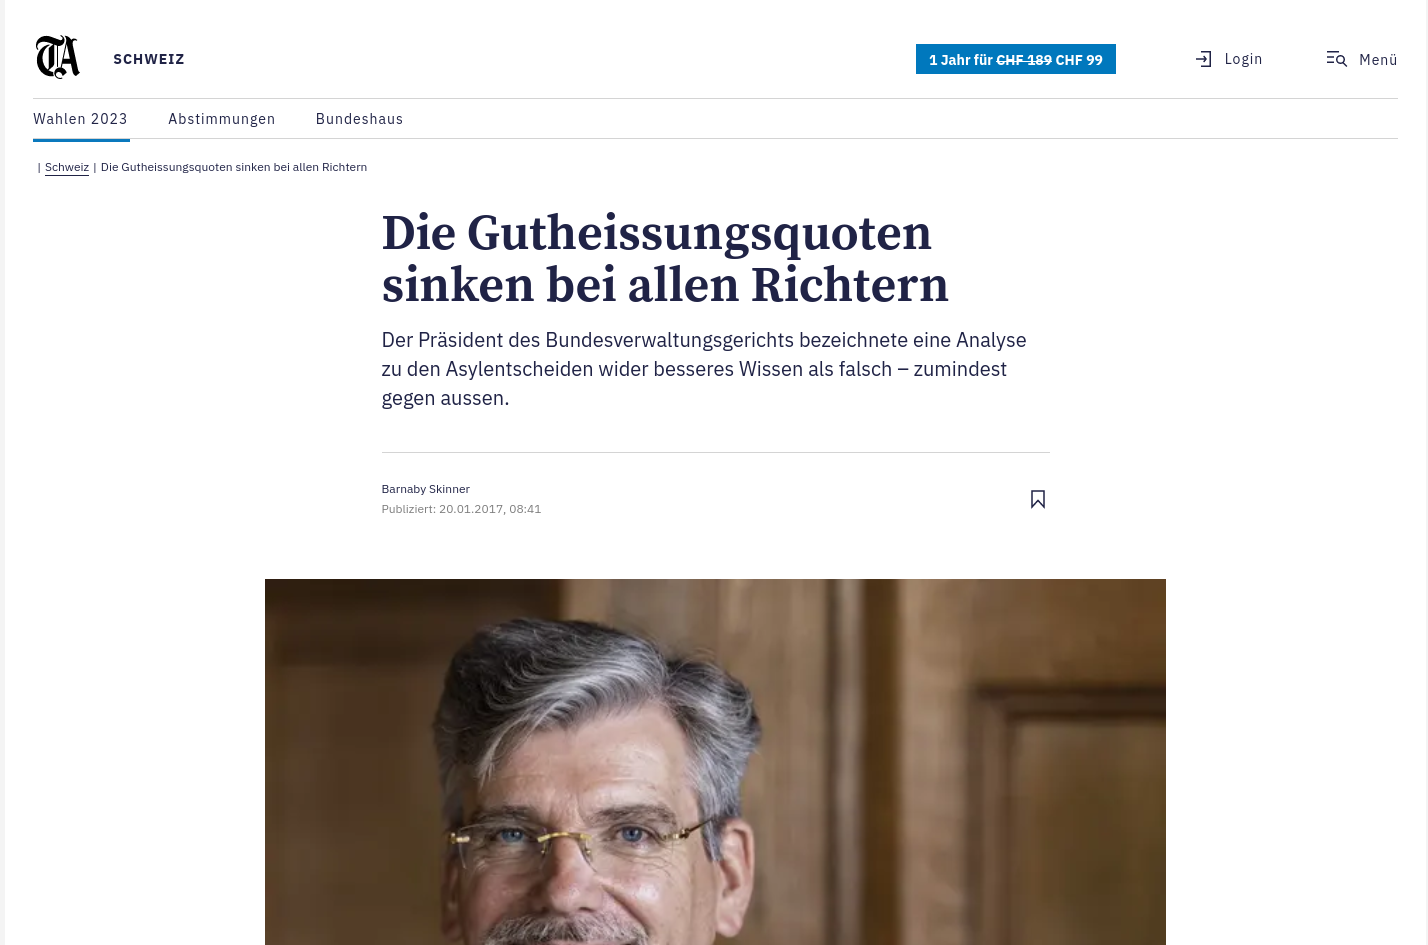 TA
SCHWEIZ
1 Jahr für CHF 189 CHF 99
Login
Menü
Wahlen 2023
Abstimmungen
Bundeshaus
| Schweiz | Die Gutheissungsquoten sinken bei allen Richtern
Die Gutheissungsquoten
sinken bei allen Richtern
Der Präsident des Bundesverwaltungsgerichts bezeichnete eine Analyse
zu den Asylentscheiden wider besseres Wissen als falsch – zumindest
gegen aussen.
Barnaby Skinner
Publiziert: 20.01.2017, 08:41